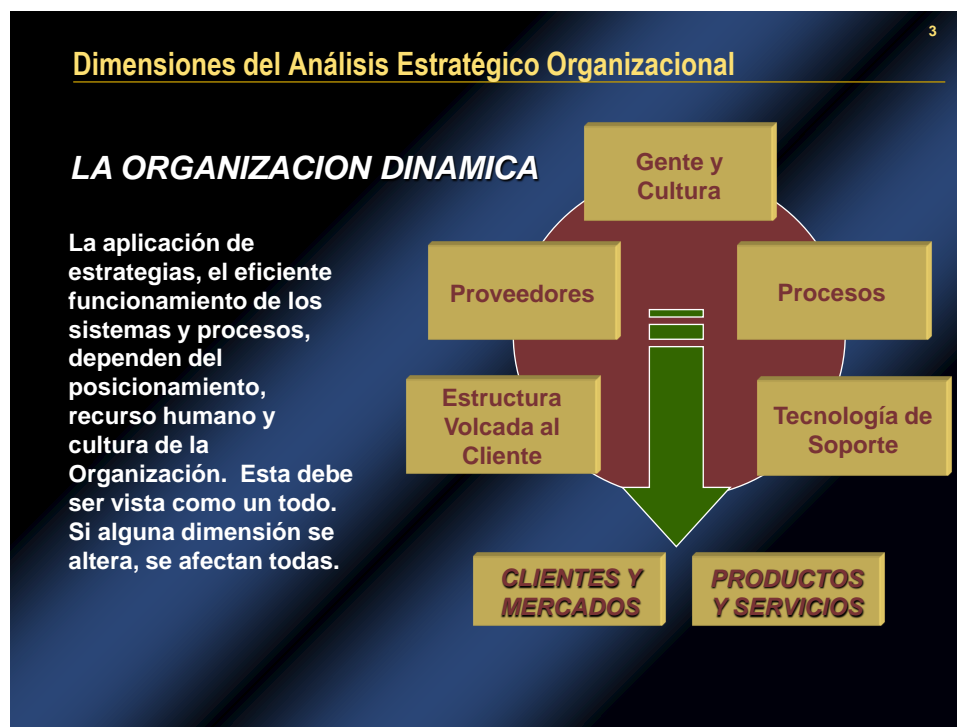 3
Dimensiones del Análisis Estratégico Organizacional
LA ORGANIZACION DINAMICA
La aplicación de
estrategias, el eficiente
funcionamiento de los
sistemas y procesos,
dependen del
posicionamiento,
recurso humano y
cultura de la
Organización.  Esta debe
ser vista como un todo.
Si alguna dimensión se
altera, se afectan todas.
Gente y
Cultura
Proveedores
Procesos
Estructura
Volcada al
Cliente
Tecnología de
Soporte
CLIENTES Y
MERCADOS
PRODUCTOS
Y SERVICIOS